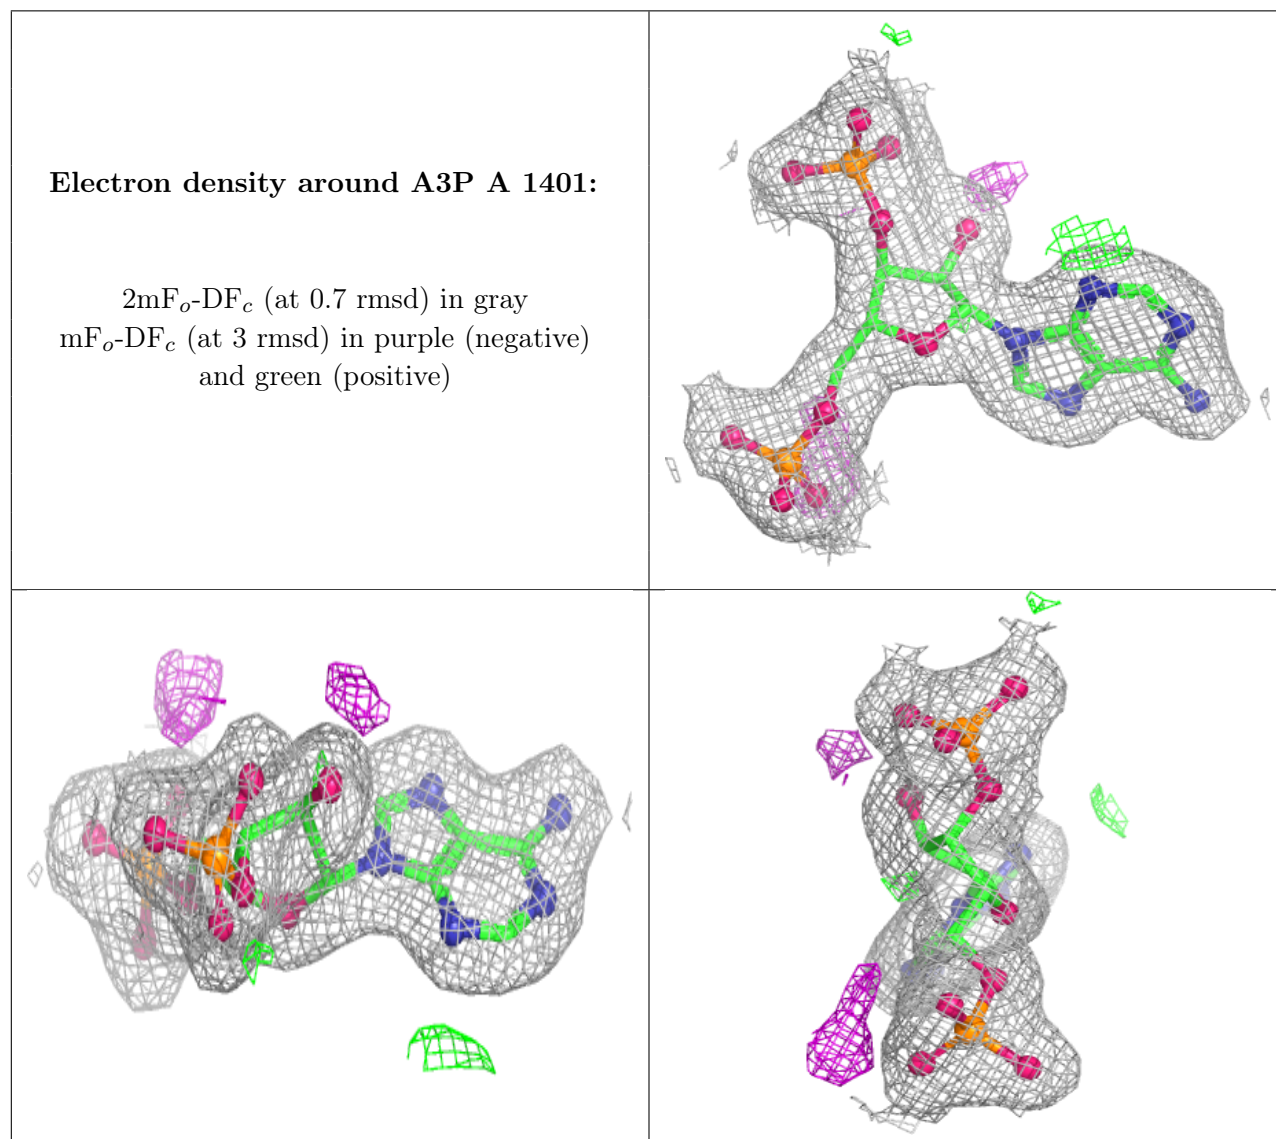 Electron density around A3P A 1401:
2mFₒ-DF𝒸 (at 0.7 rmsd) in gray
mFₒ-DF𝒸 (at 3 rmsd) in purple (negative)
and green (positive)